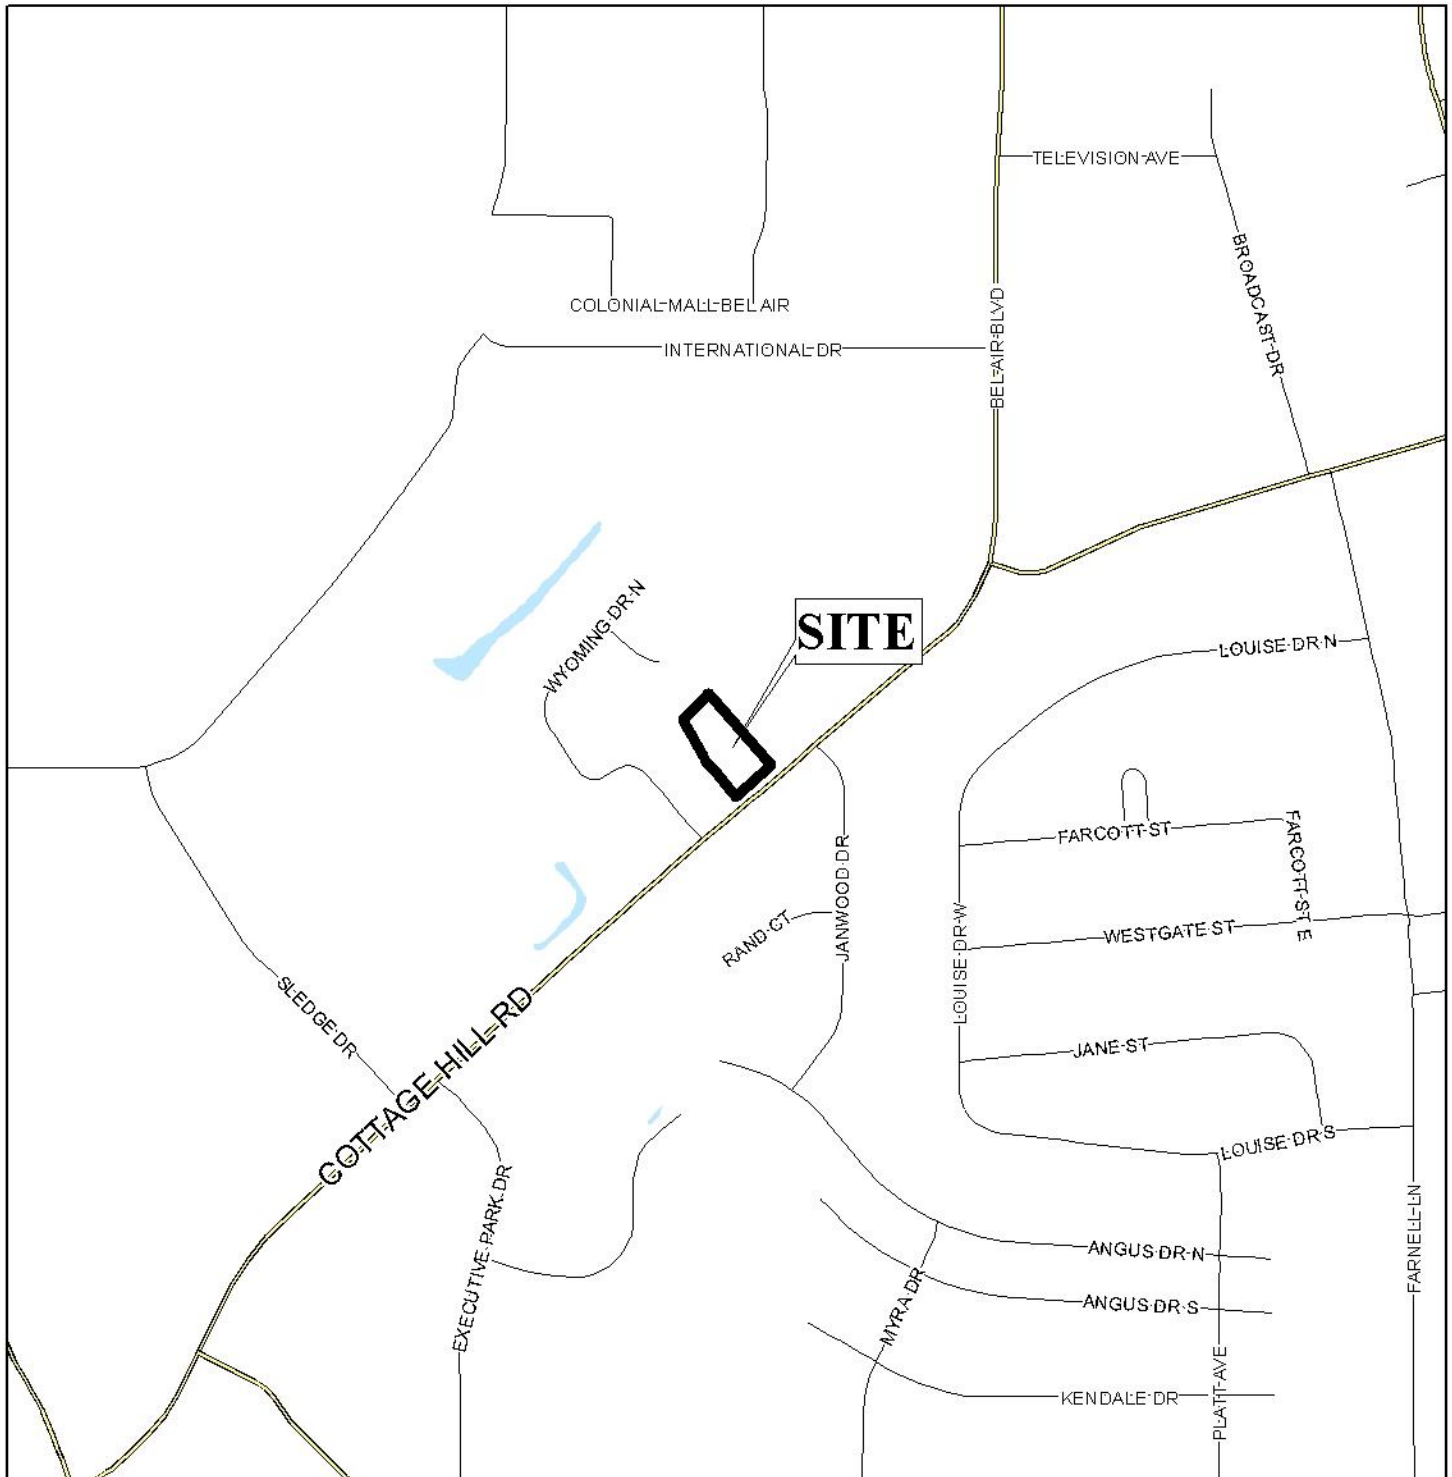 TELEVISION AVE
BROADCAST DR
COLONIAL MALL BEL AIR
INTERNATIONAL DR
BEL AIR BLVD
WYOMING DR N
SITE
LOUISE DR N
FARCOTT ST
FARCOTT ST E
JANWOOD DR
RAND CT
LOUISE DR W
WESTGATE ST
SLEDGE DR
COTTAGE HILL RD
JANE ST
LOUISE DR S
EXECUTIVE PARK DR
ANGUS DR N
FARNELL LN
MYRA DR
ANGUS DR S
PLATT AVE
KENDALE DR